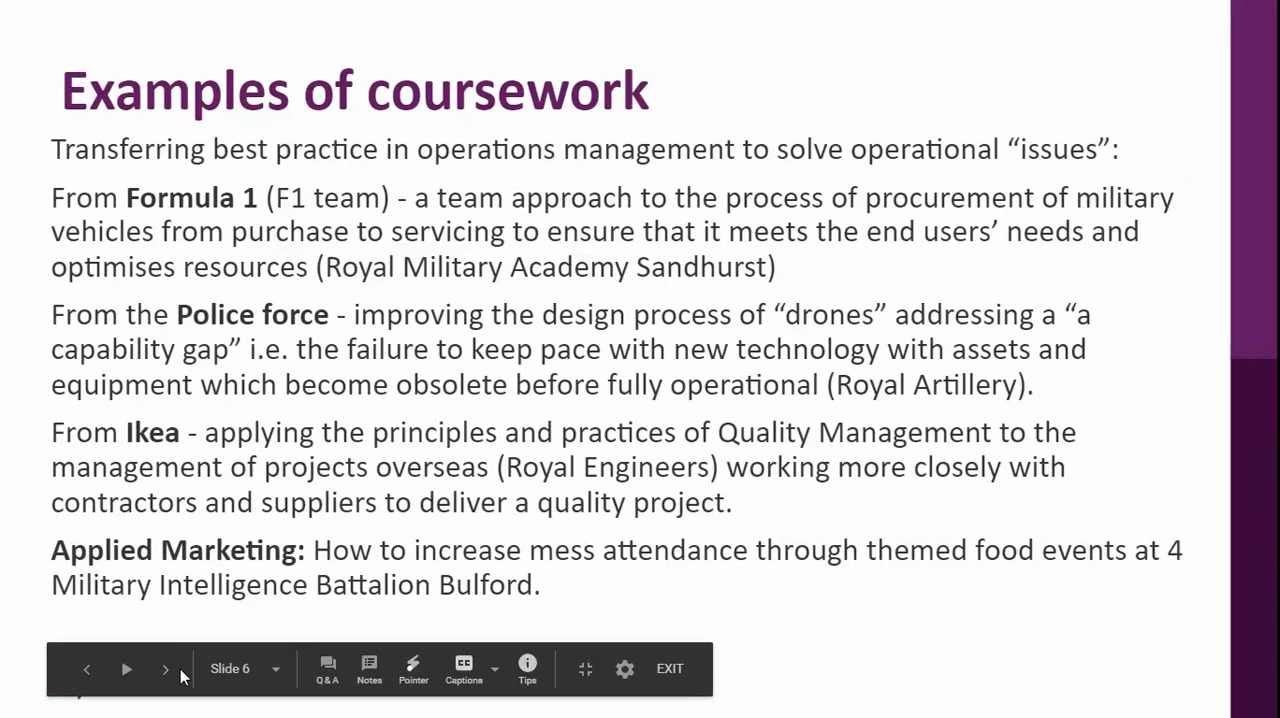 Examples of coursework
Transferring best practice in operations management to solve operational “issues”:
From Formula 1 (F1 team) - a team approach to the process of procurement of military
vehicles from purchase to servicing to ensure that it meets the end users’ needs and
optimises resources (Royal Military Academy Sandhurst)
From the Police force - improving the design process of “drones” addressing a “a
capability gap” i.e. the failure to keep pace with new technology with assets and
equipment which become obsolete before fully operational (Royal Artillery).
From Ikea - applying the principles and practices of Quality Management to the
management of projects overseas (Royal Engineers) working more closely with
contractors and suppliers to deliver a quality project.
Applied Marketing: How to increase mess attendance through themed food events at 4
Military Intelligence Battalion Bulford.
Slide 6
Q&A
Notes
Pointer
CC
Captions
Tips
EXIT